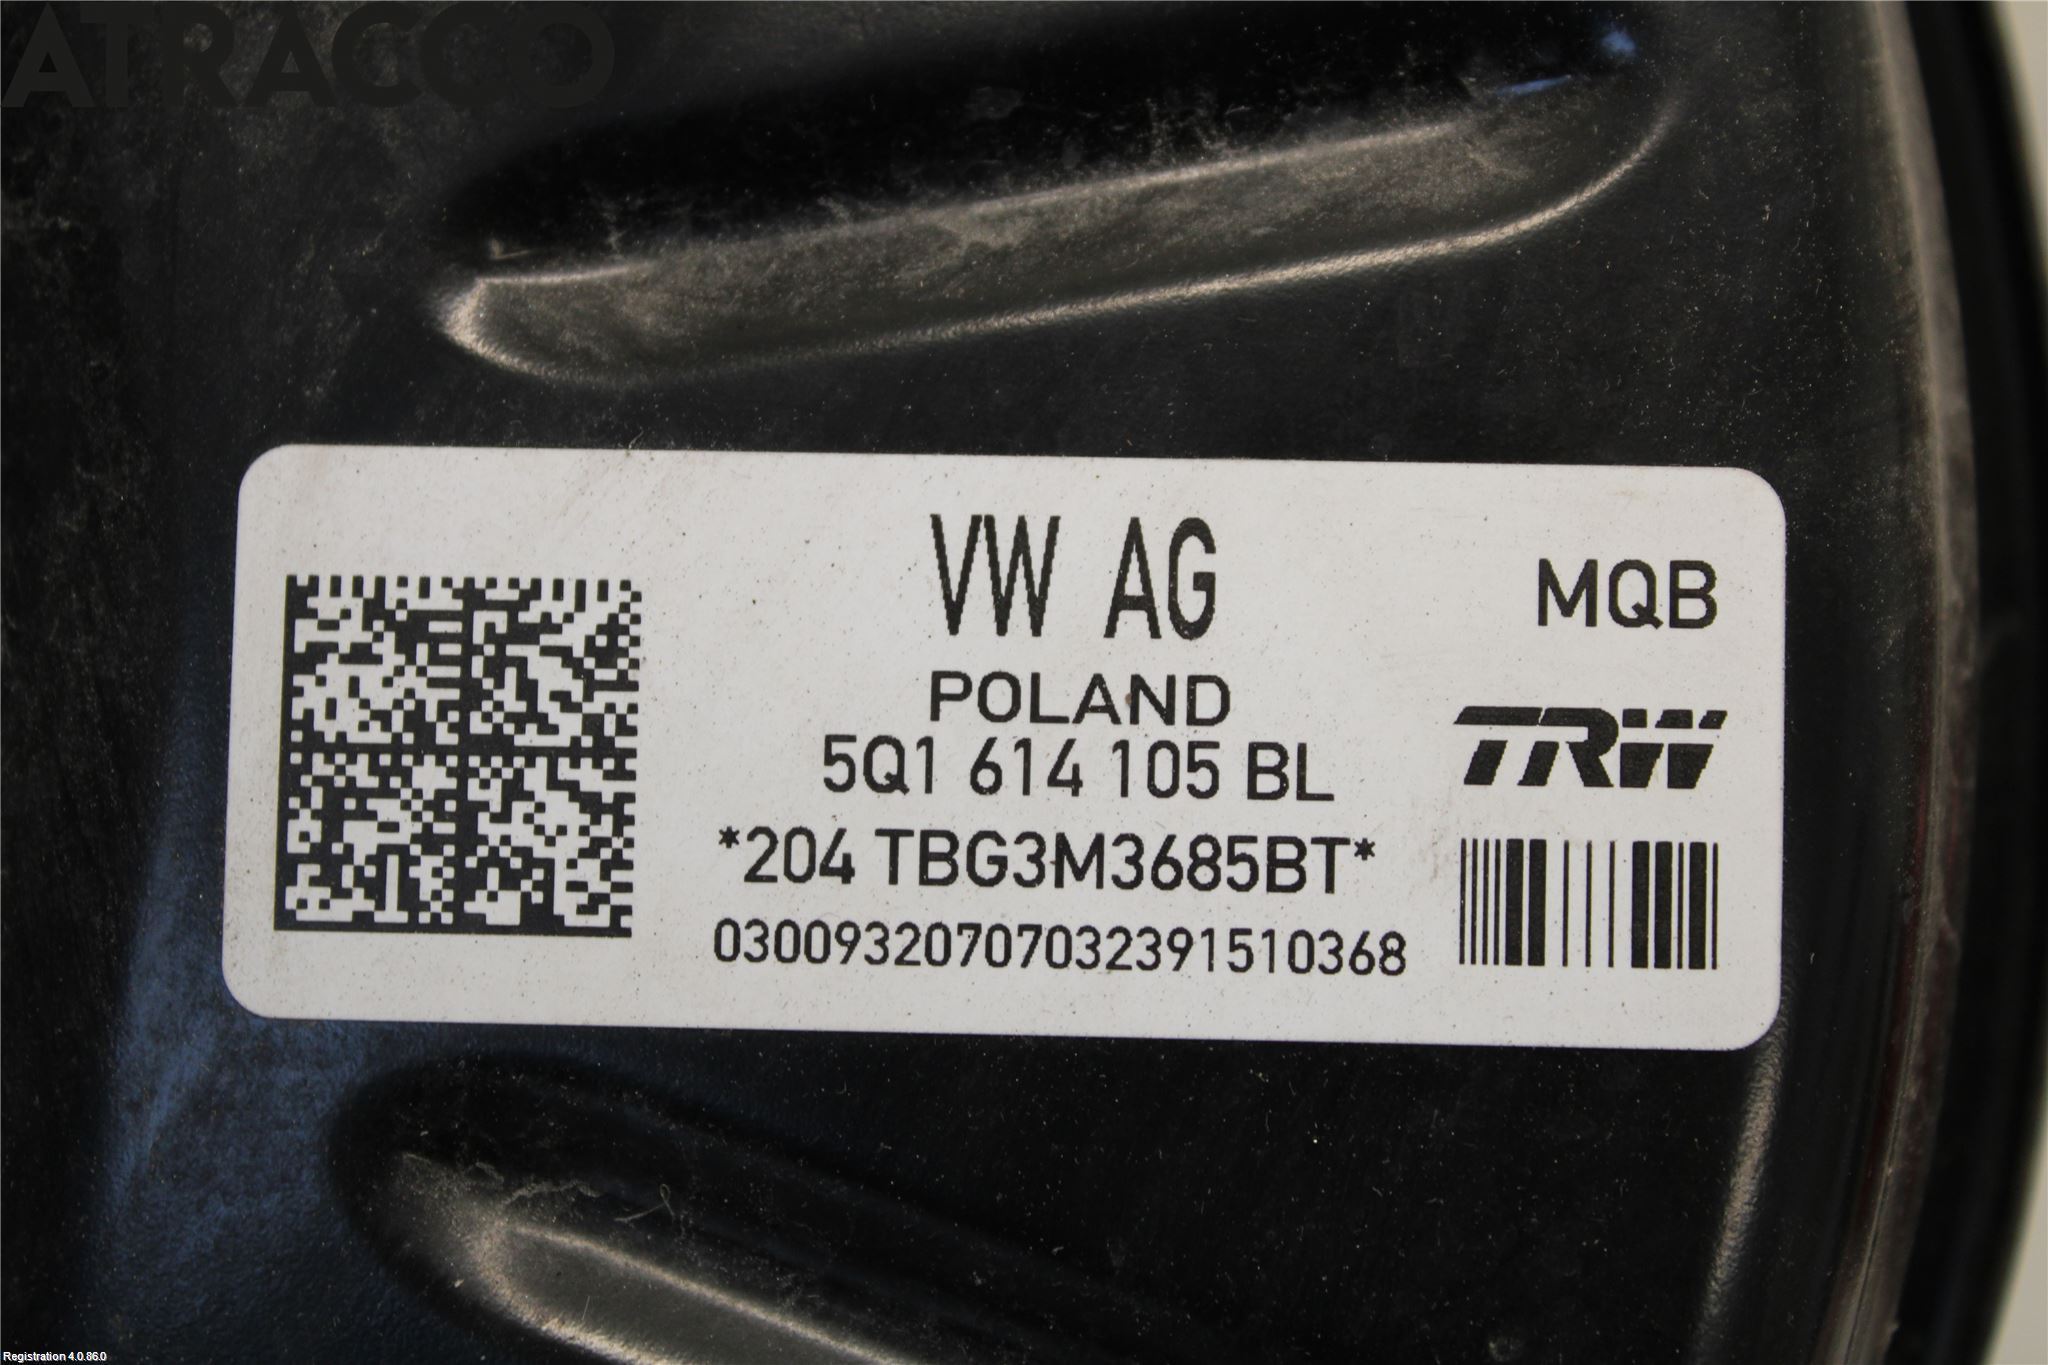 ATRACCO
VW AG
MQB
POLAND
TRW
5Q1 614 105 BL
*204 TBG3M3685BT*
03009320707032391510368
Registration 4.0.86.0